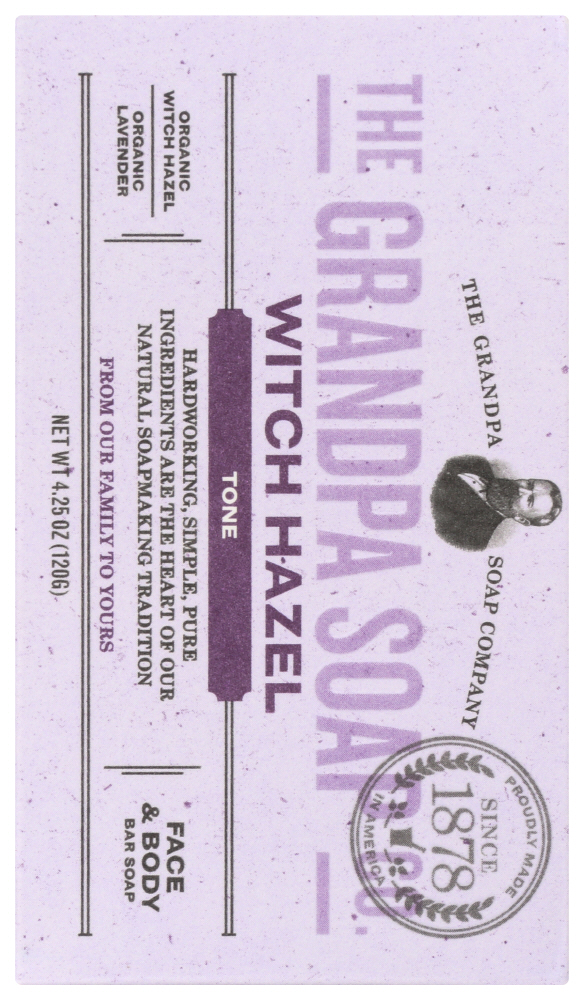 THE GRANDPA SOAP COMPANY
THE GRANDPA SOAP CO.
PROUDLY MADE
SINCE
1878
IN AMERICA
WITCH HAZEL
TONE
ORGANIC
WITCH HAZEL
ORGANIC
LAVENDER
HARDWORKING, SIMPLE, PURE
INGREDIENTS ARE THE HEART OF OUR
NATURAL SOAPMAKING TRADITION
FROM OUR FAMILY TO YOURS
FACE
& BODY
BAR SOAP
NET WT 4.25 OZ (120G)